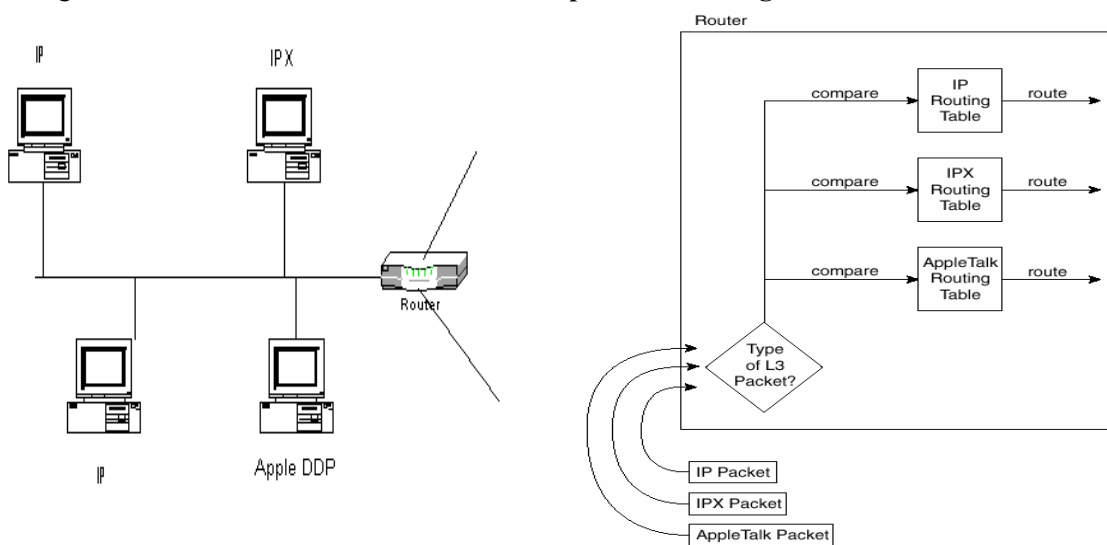 IP
IPX
Router
Apple DDP
IP
Router
compare
IP
Routing
Table
route
compare
IPX
Routing
Table
route
compare
AppleTalk
Routing
Table
route
Type
of L3
Packet?
IP Packet
IPX Packet
AppleTalk Packet